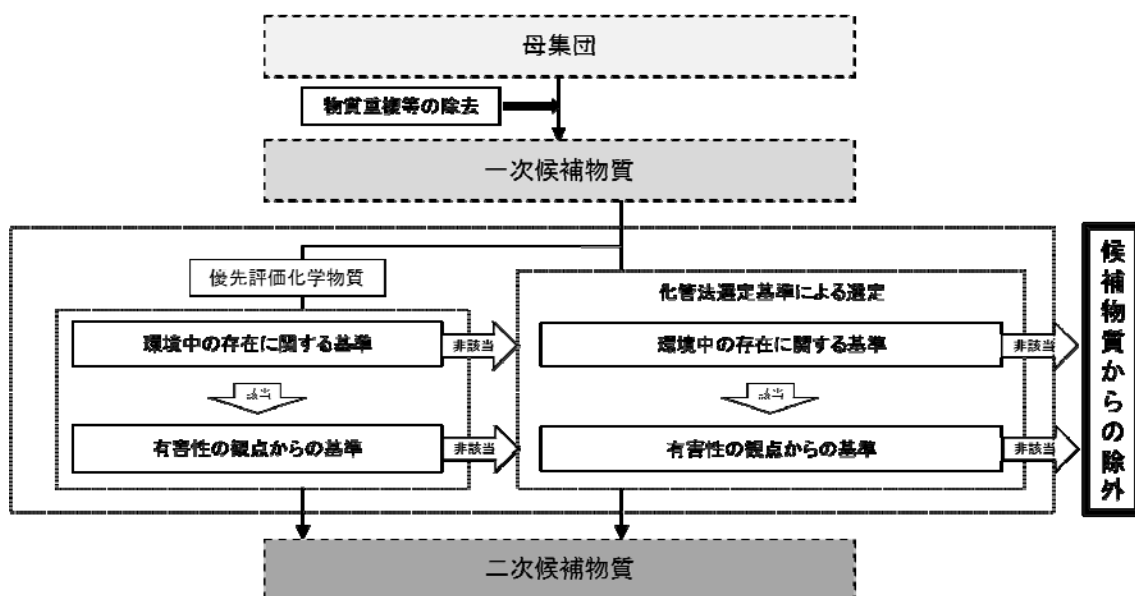 母集団
物質重複等の除去
一次候補物質
優先評価化学物質
化管法選定基準による選定
環境中の存在に関する基準
非該当
環境中の存在に関する基準
非該当
該当
該当
有害性の観点からの基準
非該当
有害性の観点からの基準
非該当
候補物質からの除外
二次候補物質